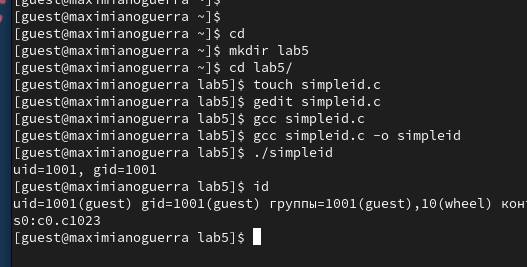 [guest@maximianoguerra ~]$
[guest@maximianoguerra ~]$
[guest@maximianoguerra ~]$ cd
[guest@maximianoguerra ~]$ mkdir lab5
[guest@maximianoguerra ~]$ cd lab5/
[guest@maximianoguerra lab5]$ touch simpleid.c
[guest@maximianoguerra lab5]$ gedit simpleid.c
[guest@maximianoguerra lab5]$ gcc simpleid.c
[guest@maximianoguerra lab5]$ gcc simpleid.c -o simpleid
[guest@maximianoguerra lab5]$ ./simpleid
uid=1001, gid=1001
[guest@maximianoguerra lab5]$ id
uid=1001(guest) gid=1001(guest) группы=1001(guest),10(wheel) конт
s0:c0.c1023
[guest@maximianoguerra lab5]$